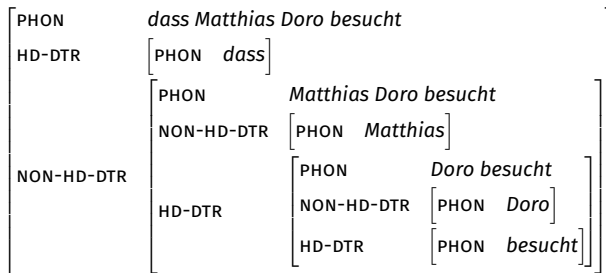 PHON dass Matthias Doro besucht
HD-DTR [PHON dass]
PHON Matthias Doro besucht
NON-HD-DTR [PHON Matthias]
NON-HD-DTR
PHON Doro besucht
HD-DTR NON-HD-DTR [PHON Doro]
HD-DTR [PHON besucht]